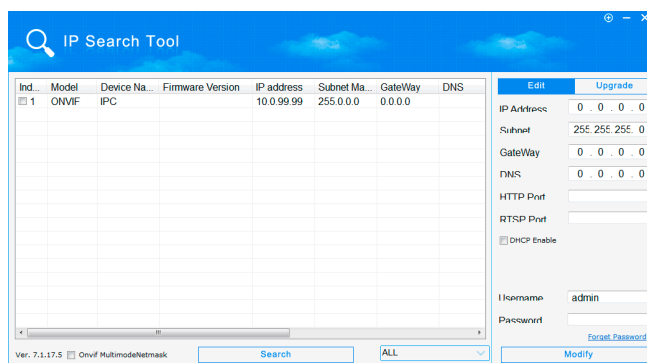 IP Search Tool
Ind... Model Device Na... Firmware Version IP address Subnet Ma... GateWay DNS
1 ONVIF IPC 10.0.99.99 255.0.0.0 0.0.0.0
Edit Upgrade
IP Address 0 . 0 . 0 . 0
Subnet 255. 255. 255. 0
GateWay 0 . 0 . 0 . 0
DNS 0 . 0 . 0 . 0
HTTP Port
RTSP Port
DHCP Enable
Username admin
Password
Forget Password
Ver. 7.1.17.5 Onvif MultimodeNetmask Search ALL Modify